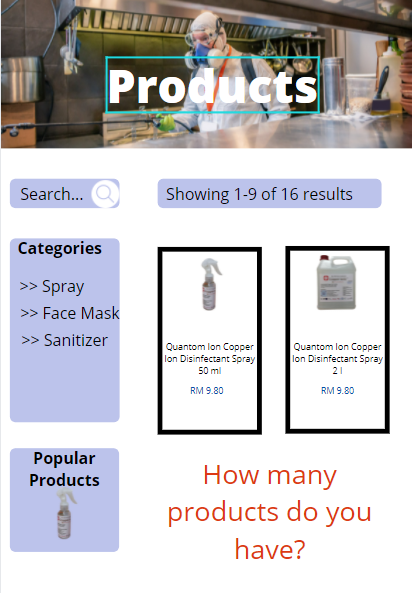 Products
Search...
Showing 1-9 of 16 results
Categories
>> Spray
>> Face Mask
>> Sanitizer
Quantom Ion Copper
Ion Disinfectant Spray
50 ml
RM 9.80
Quantom Ion Copper
Ion Disinfectant Spray
2 l
RM 9.80
Popular
Products
How many
products do you
have?